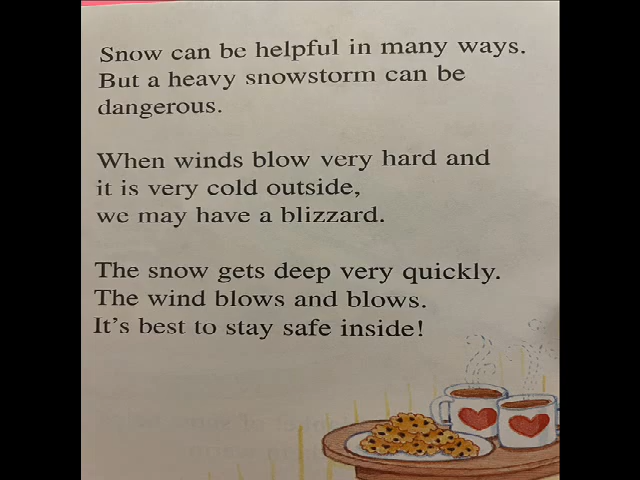 Snow can be helpful in many ways.
But a heavy snowstorm can be
dangerous.
When winds blow very hard and
it is very cold outside,
we may have a blizzard.
The snow gets deep very quickly.
The wind blows and blows.
It's best to stay safe inside!